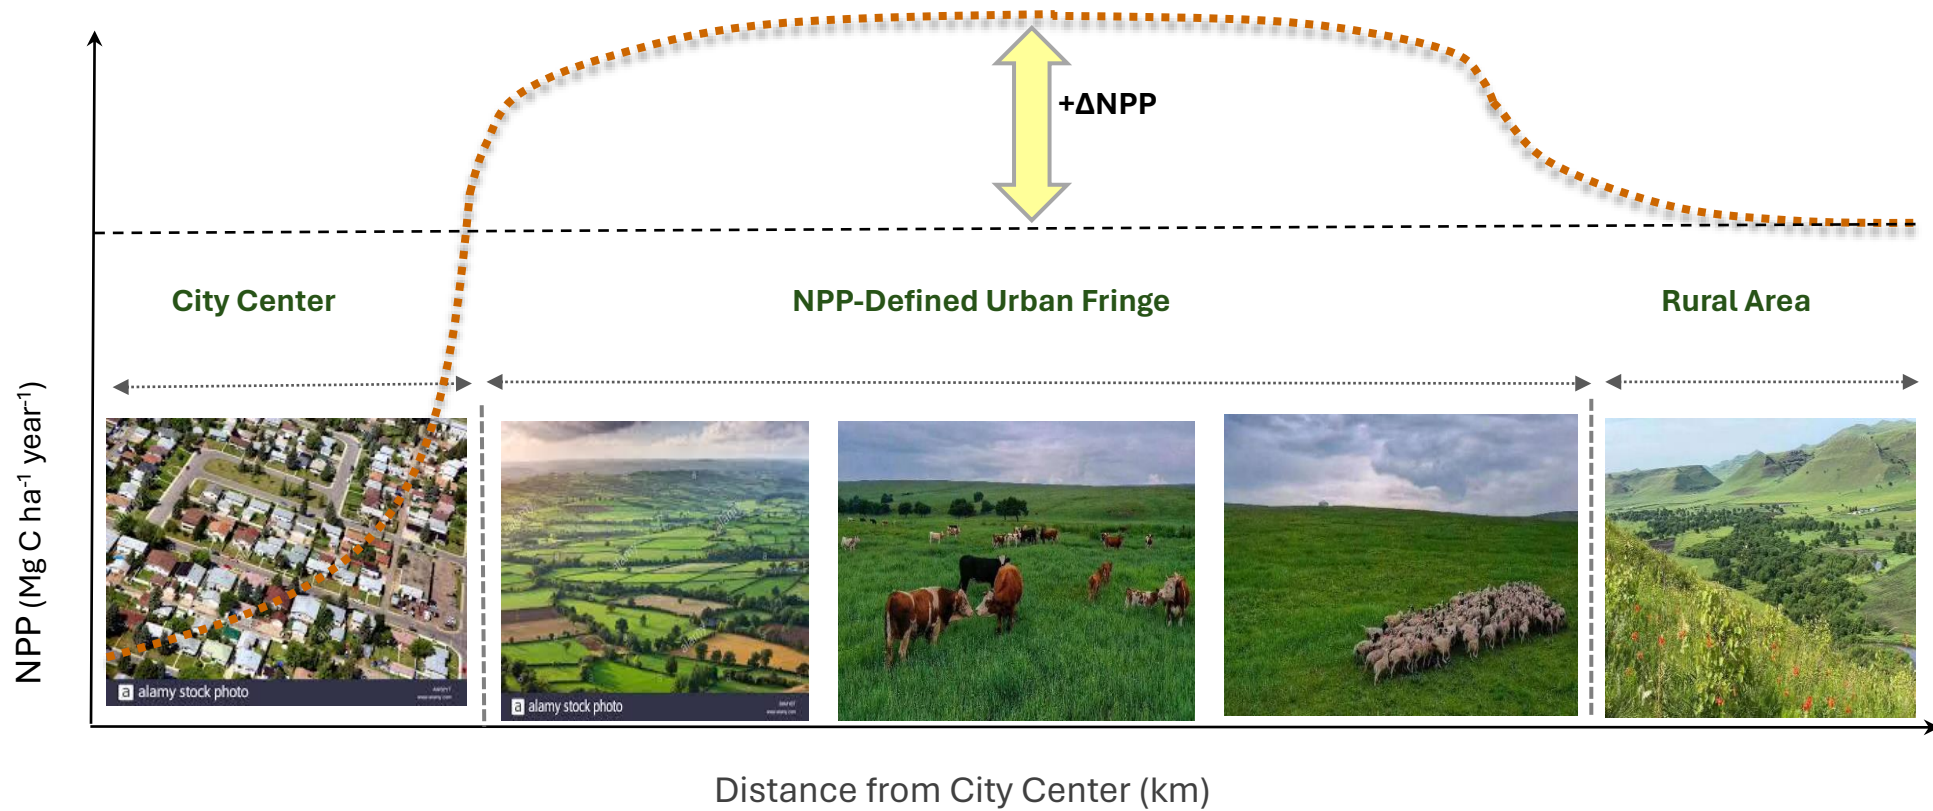 +ΔNPP
City Center
NPP-Defined Urban Fringe
Rural Area
NPP (Mg C ha⁻¹ year⁻¹)
a alamy stock photo
a alamy stock photo
Distance from City Center (km)